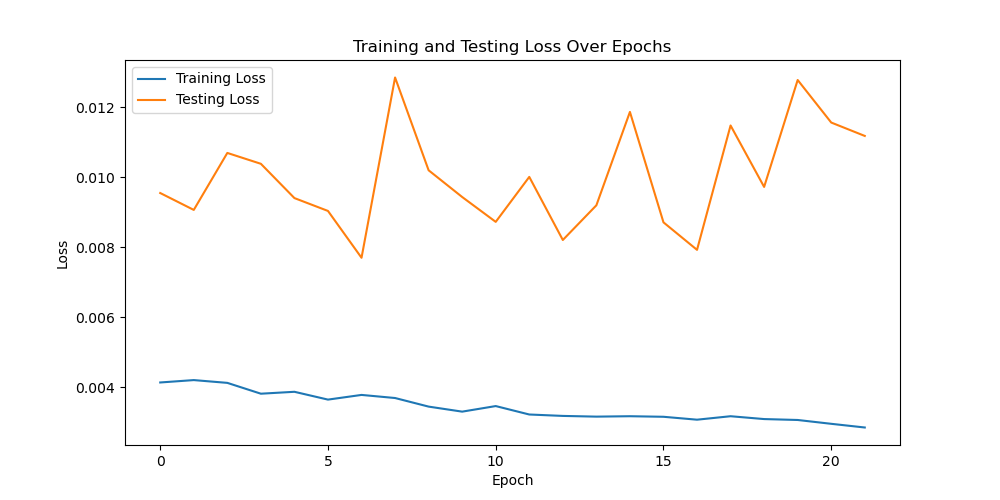 Training and Testing Loss Over Epochs
Training Loss
Testing Loss
0.012
0.010
0.008
0.006
0.004
Loss
0 5 10 15 20
Epoch